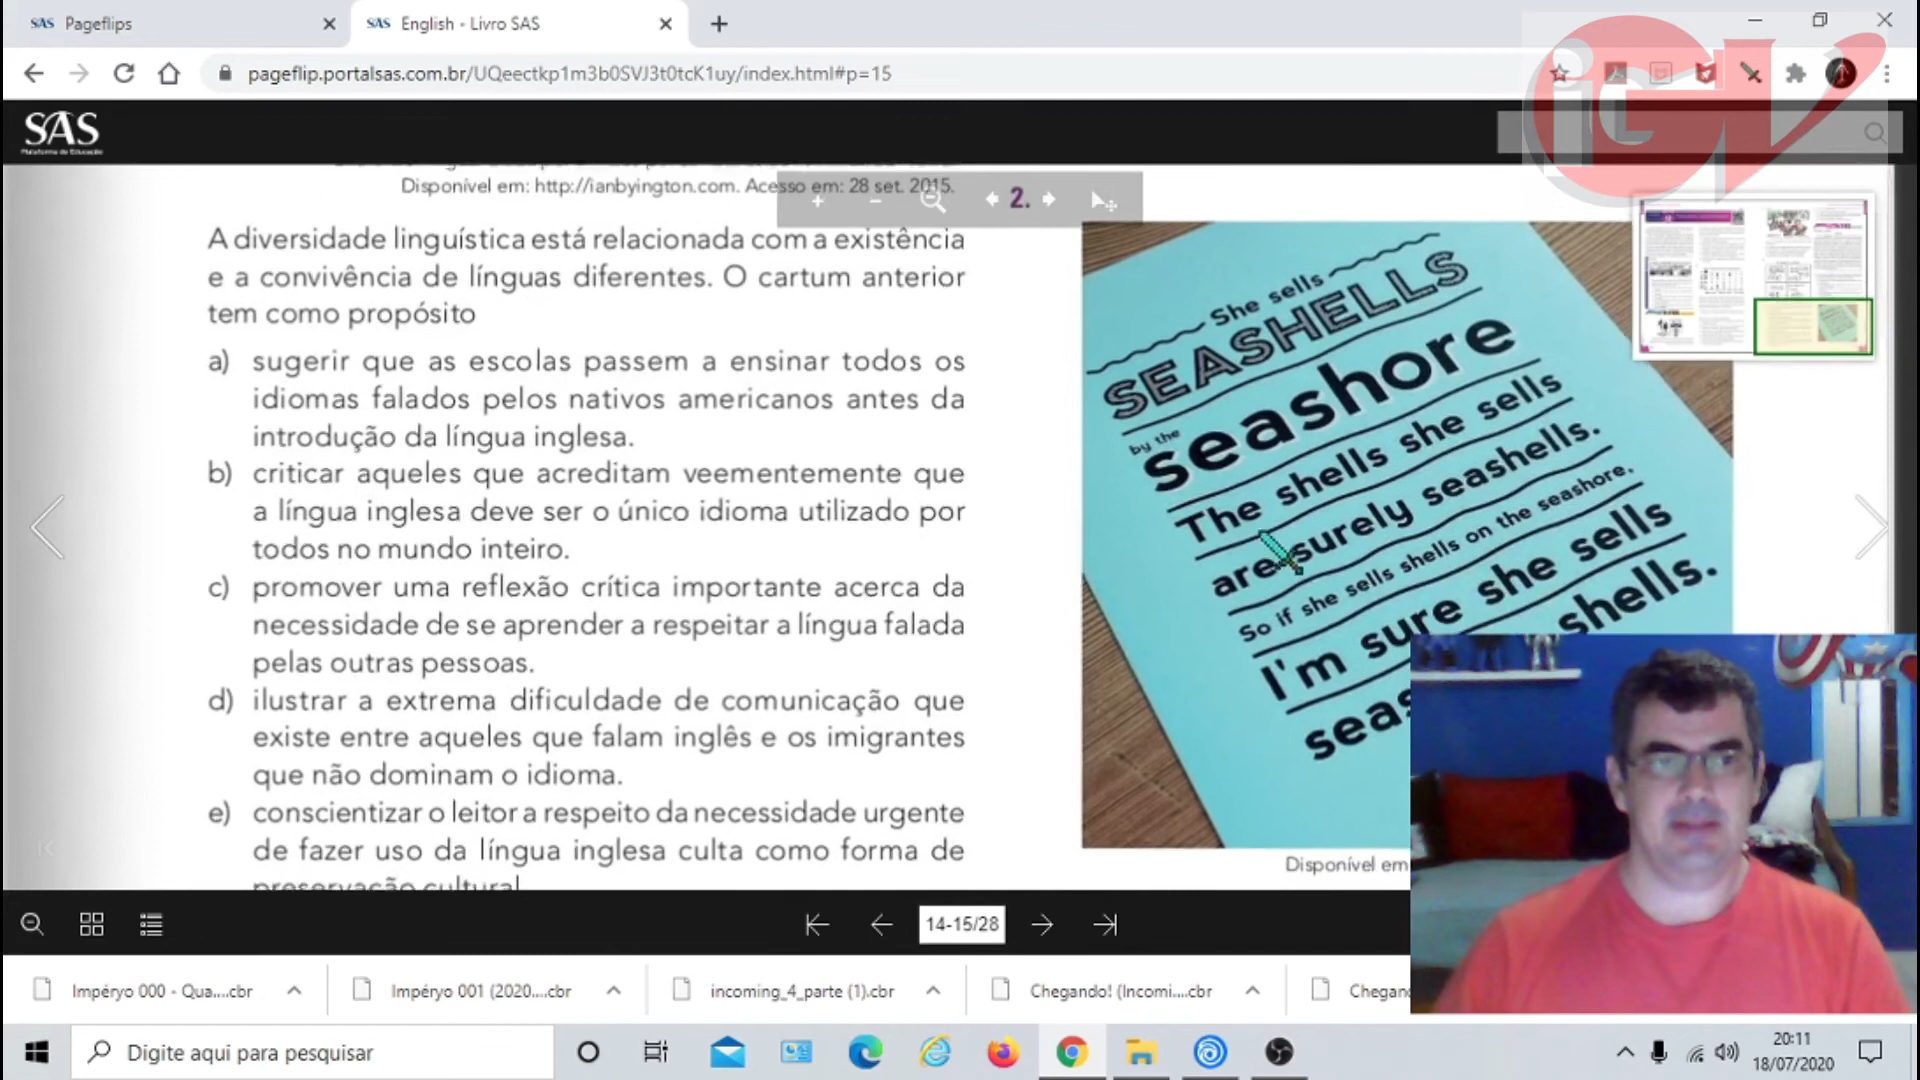 SAS Pageflips
SAS English - Livro SAS
pageflip.portalsas.com.br/UQeectkp1m3b0SVJ3t0tcK1uy/index.html#p=15
iGV
SAS
Plataforma de Educação
Disponível em: http://ianbyington.com. Acesso em: 28 set. 2015.
2.
A diversidade linguística está relacionada com a existência
e a convivência de línguas diferentes. O cartum anterior
tem como propósito
a) sugerir que as escolas passem a ensinar todos os
idiomas falados pelos nativos americanos antes da
introdução da língua inglesa.
b) criticar aqueles que acreditam veementemente que
a língua inglesa deve ser o único idioma utilizado por
todos no mundo inteiro.
c) promover uma reflexão crítica importante acerca da
necessidade de se aprender a respeitar a língua falada
pelas outras pessoas.
d) ilustrar a extrema dificuldade de comunicação que
existe entre aqueles que falam inglês e os imigrantes
que não dominam o idioma.
e) conscientizar o leitor a respeito da necessidade urgente
de fazer uso da língua inglesa culta como forma de
preservação cultural
She sells
SEASHELLS
by the seashore
The shells she sells
are surely seashells.
So if she sells shells on the seashore,
I'm sure she sells
seas shells.
Disponível em
14-15/28
Impéryo 000 - Qua....cbr
Impéryo 001 (2020....cbr
incoming_4_parte (1).cbr
Chegando! (Incomi....cbr
Chegan
Digite aqui para pesquisar
20:11
18/07/2020